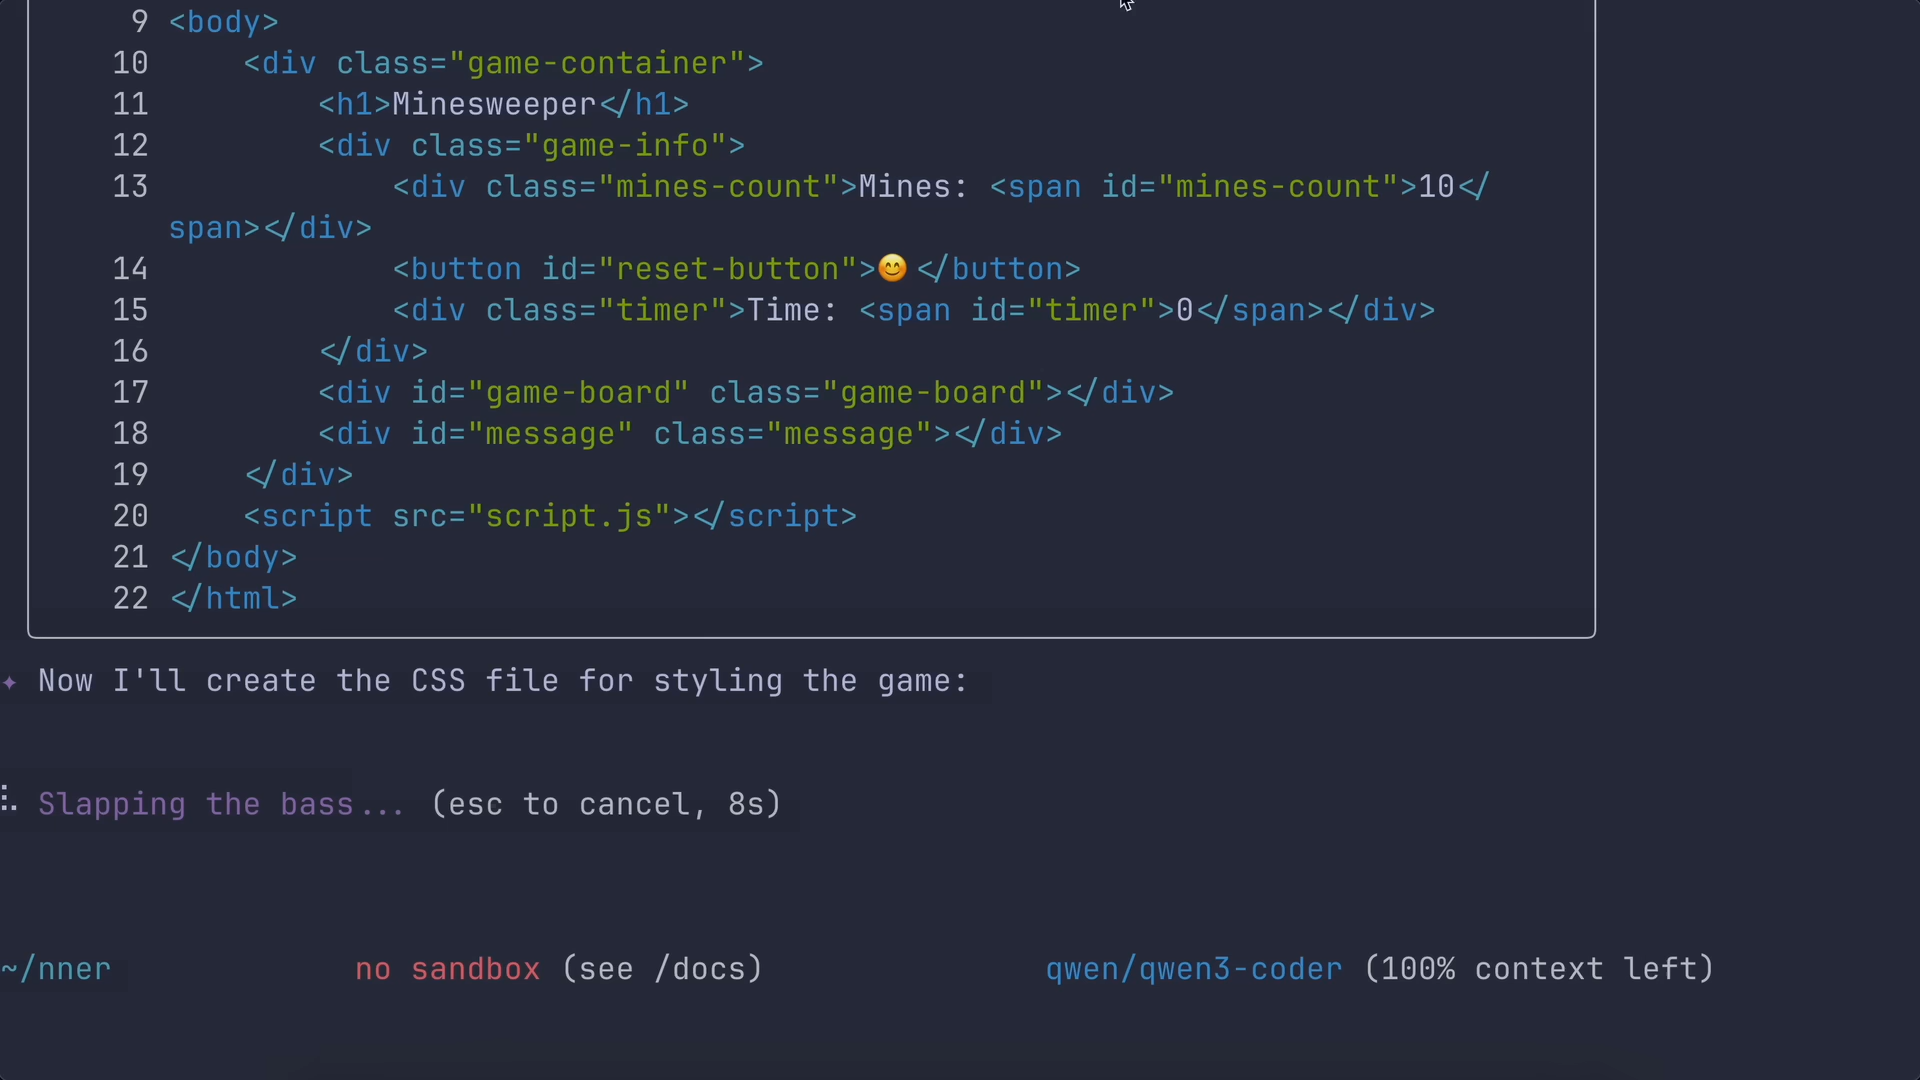 9 <body>
10     <div class="game-container">
11         <h1>Minesweeper</h1>
12         <div class="game-info">
13             <div class="mines-count">Mines: <span id="mines-count">10</
span></div>
14             <button id="reset-button">😊 </button>
15             <div class="timer">Time: <span id="timer">0</span></div>
16         </div>
17         <div id="game-board" class="game-board"></div>
18         <div id="message" class="message"></div>
19     </div>
20     <script src="script.js"></script>
21 </body>
22 </html>
✦ Now I'll create the CSS file for styling the game:
Slapping the bass... (esc to cancel, 8s)
~/nner no sandbox (see /docs) qwen/qwen3-coder (100% context left)